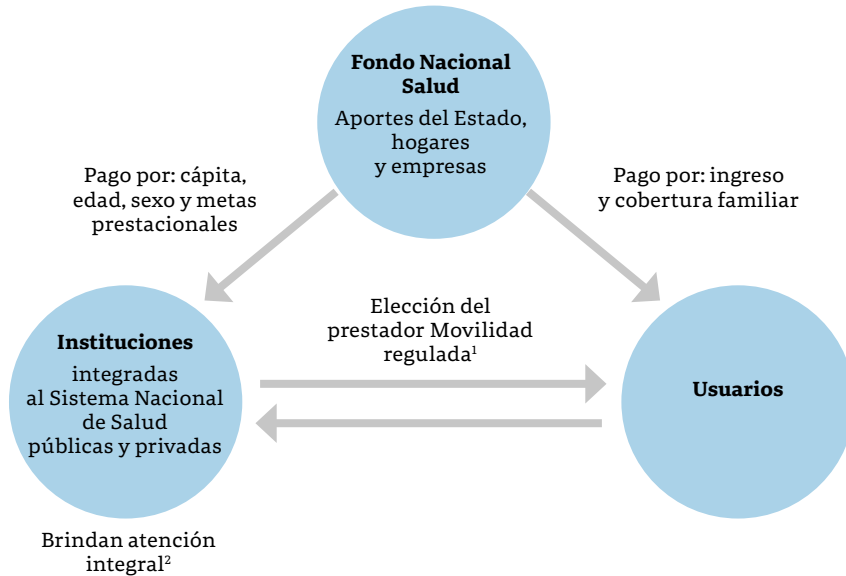 Fondo Nacional
Salud
Aportes del Estado,
hogares
y empresas
Pago por: cápita,
edad, sexo y metas
prestacionales
Pago por: ingreso
y cobertura familiar
Elección del
prestador Movilidad
regulada¹
Instituciones
integradas
al Sistema Nacional
de Salud
públicas y privadas
Usuarios
Brindan atención
integral²